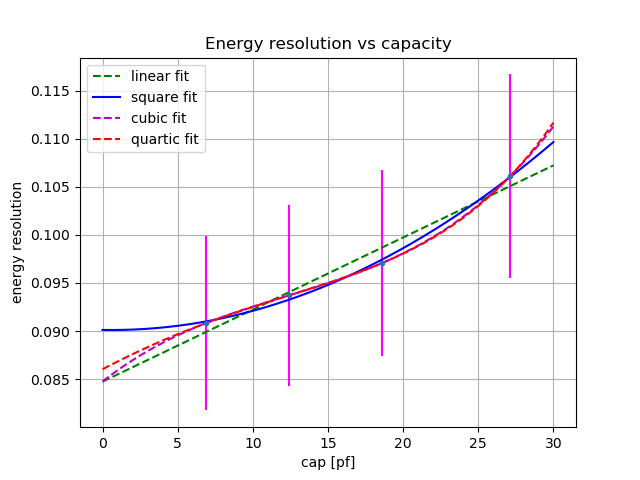 Energy resolution vs capacity
linear fit
square fit
cubic fit
quartic fit
0.115
0.110
0.105
0.100
0.095
0.090
0.085
energy resolution
0 5 10 15 20 25 30
cap [pf]